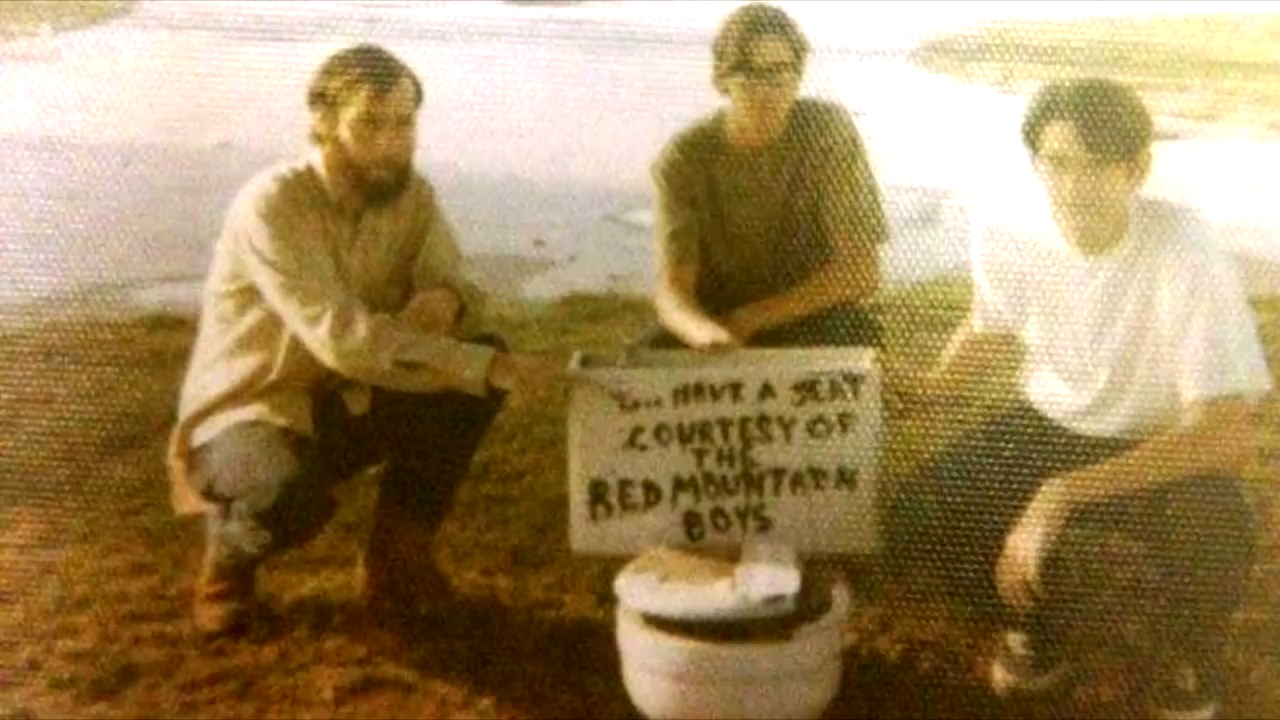 ... HAVE A SEAT
COURTESY OF
THE
RED MOUNTAIN
BOYS